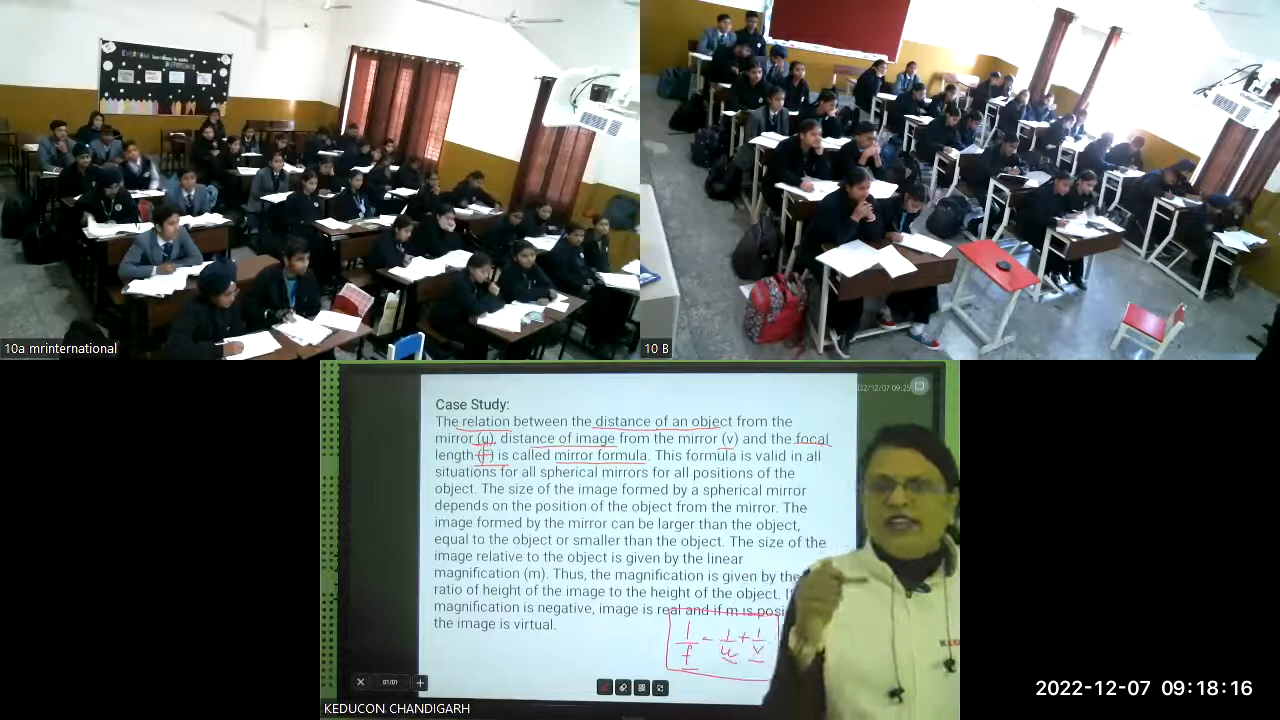 10a mrinternational
10 B
2022/12/07 09:25
Case Study:
The relation between the distance of an object from the
mirror (u), distance of image from the mirror (v) and the focal
length (f) is called mirror formula. This formula is valid in all
situations for all spherical mirrors for all positions of the
object. The size of the image formed by a spherical mirror
depends on the position of the object from the mirror. The
image formed by the mirror can be larger than the object,
equal to the object or smaller than the object. The size of the
image relative to the object is given by the linear
magnification (m). Thus, the magnification is given by the
ratio of height of the image to the height of the object. I
magnification is negative, image is real and if m is posi
the image is virtual.
1/f = 1/u + 1/v
01/01
KEDUCON CHANDIGARH
2022-12-07 09:18:16